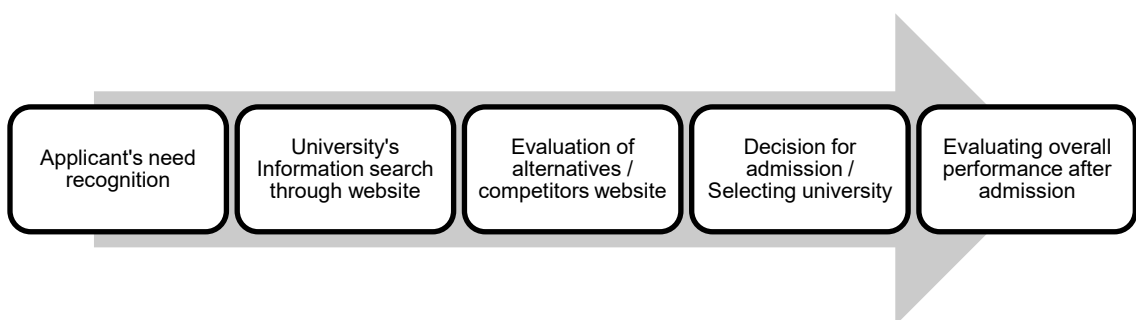 Applicant's need
recognition
University's
Information search
through website
Evaluation of
alternatives /
competitors website
Decision for
admission /
Selecting university
Evaluating overall
performance after
admission